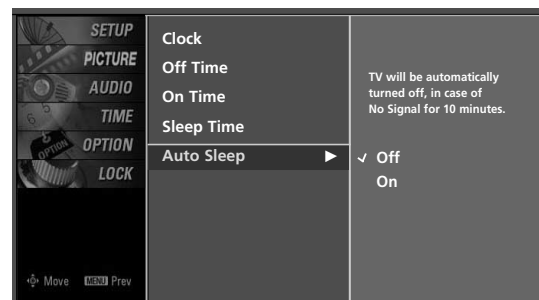 SETUP
PICTURE
AUDIO
TIME
OPTION
OPTION
LOCK
Move MENU Prev
Clock
Off Time
On Time
Sleep Time
Auto Sleep
TV will be automatically
turned off, in case of
No Signal for 10 minutes.
Off
On